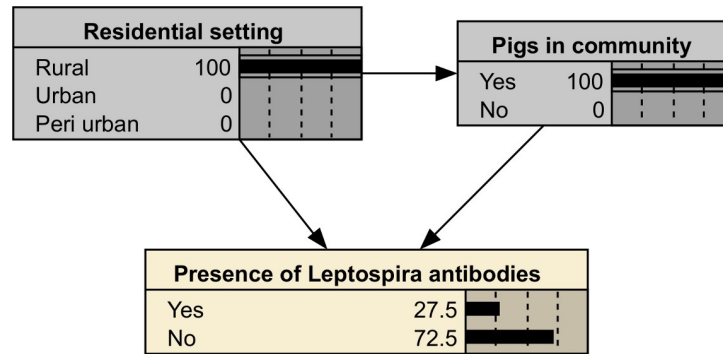 Residential setting
Rural 100
Urban 0
Peri urban 0
Pigs in community
Yes 100
No 0
Presence of Leptospira antibodies
Yes 27.5
No 72.5